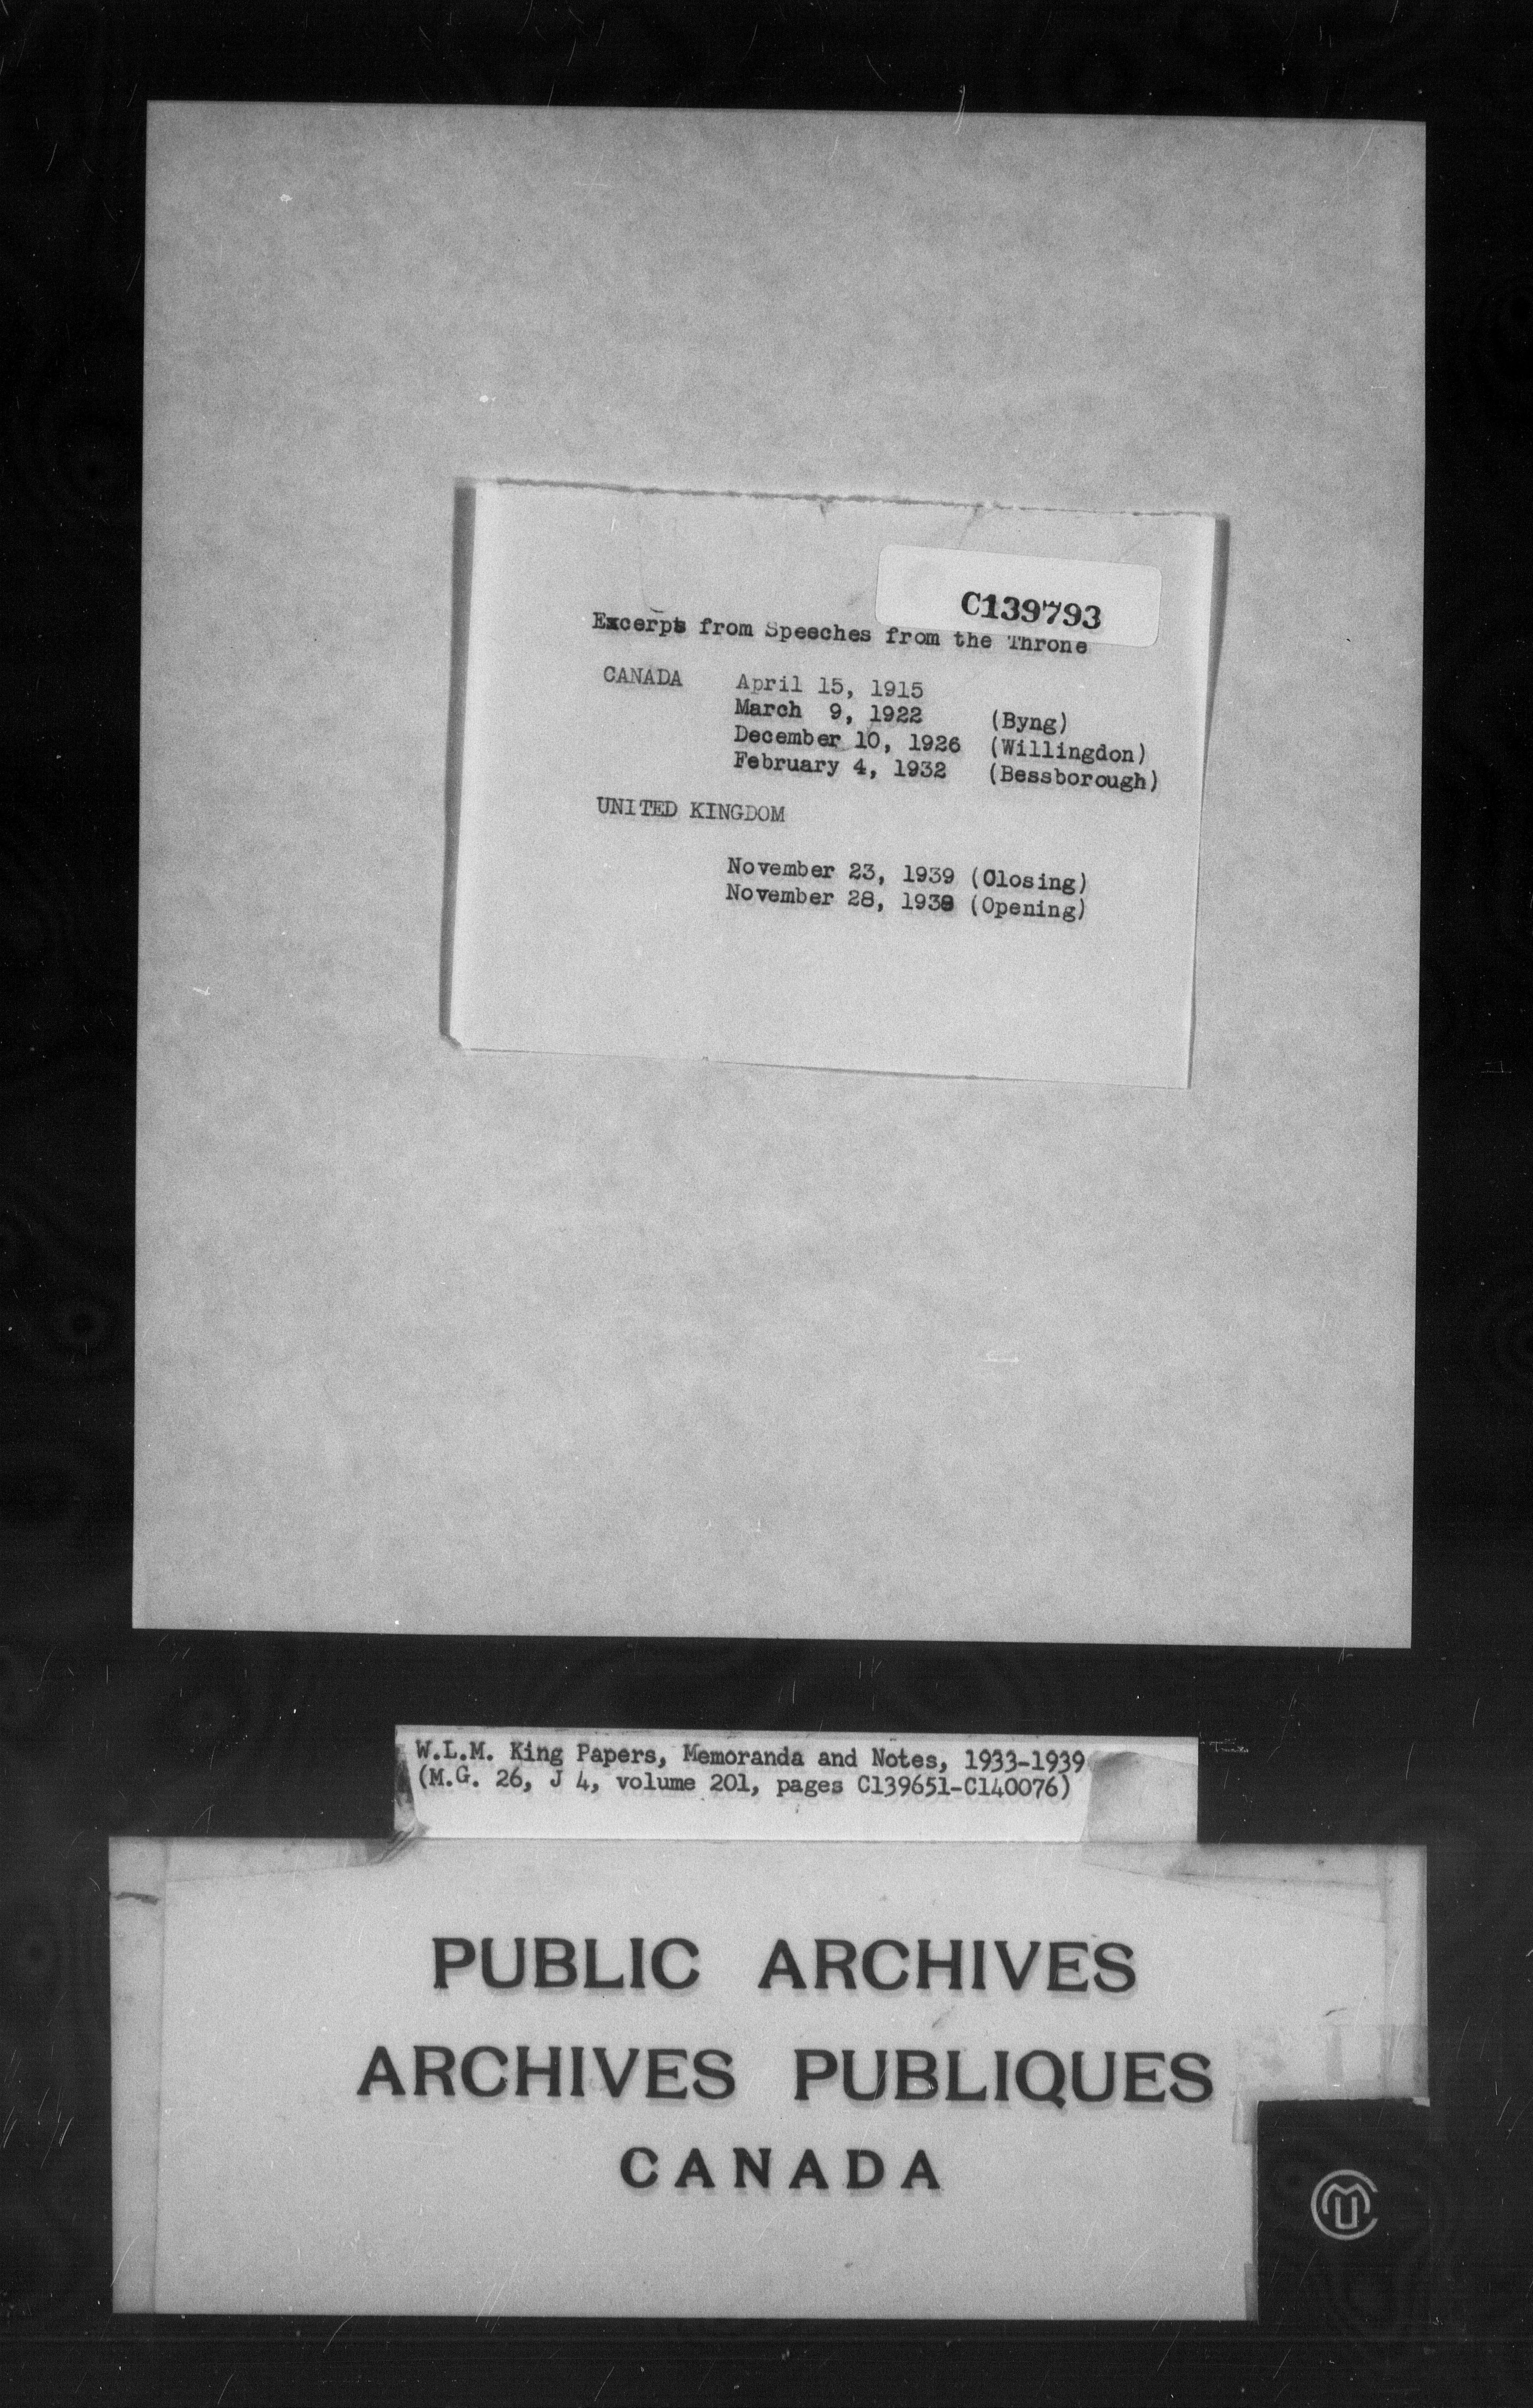 C139793
Excerpts from Speeches from the Throne
CANADA April 15, 1915
March 9, 1922 (Byng)
December 10, 1926 (Willingdon)
February 4, 1932 (Bessborough)
UNITED KINGDOM
November 23, 1939 (Closing)
November 28, 1939 (Opening)
W.L.M. King Papers, Memoranda and Notes, 1933-1939
(M.G. 26, J 4, volume 201, pages C139651-C140076)
PUBLIC ARCHIVES
ARCHIVES PUBLIQUES
CANADA